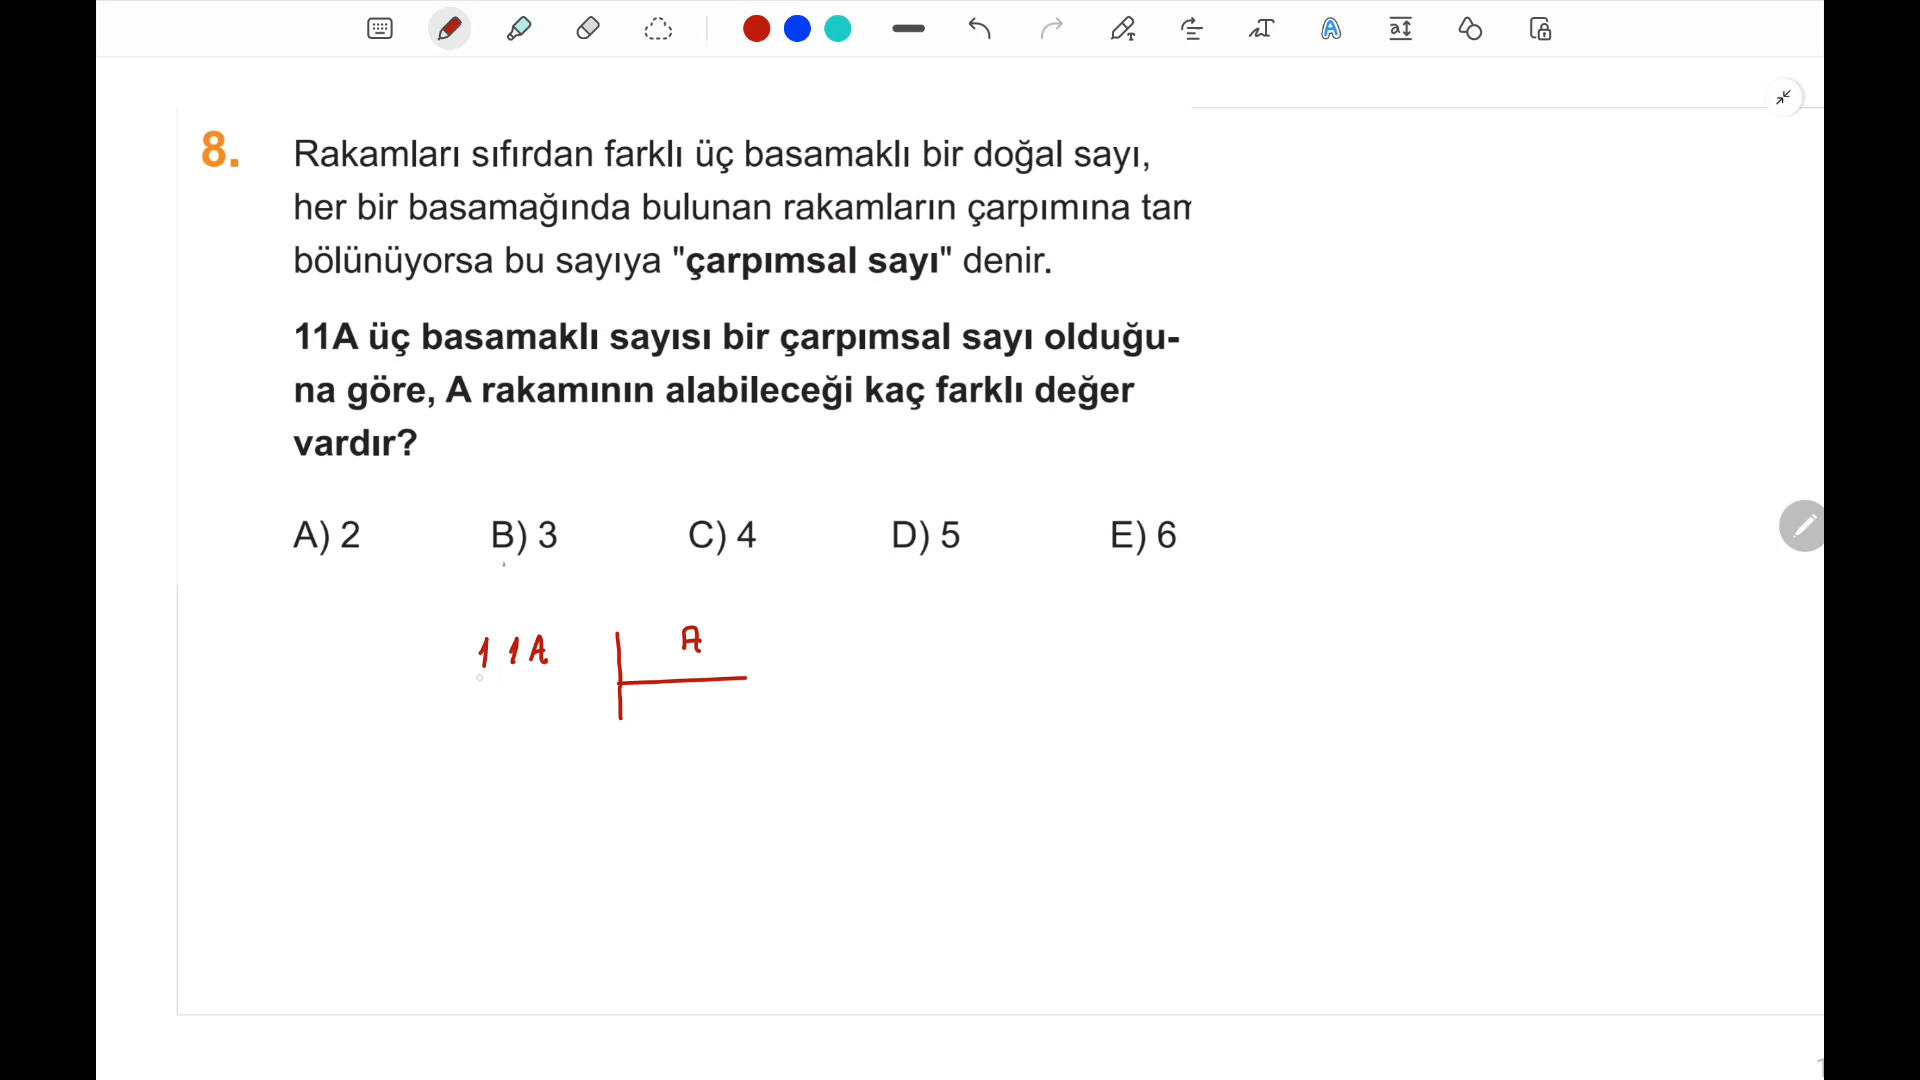 8. Rakamları sıfırdan farklı üç basamaklı bir doğal sayı,
her bir basamağında bulunan rakamların çarpımına
bölünüyorsa bu sayıya "çarpımsal sayı" denir.
11A üç basamaklı sayısı bir çarpımsal sayı olduğu-
na göre, A rakamının alabileceği kaç farklı değer
vardır?
A) 2 B) 3 C) 4 D) 5 E) 6
11A A